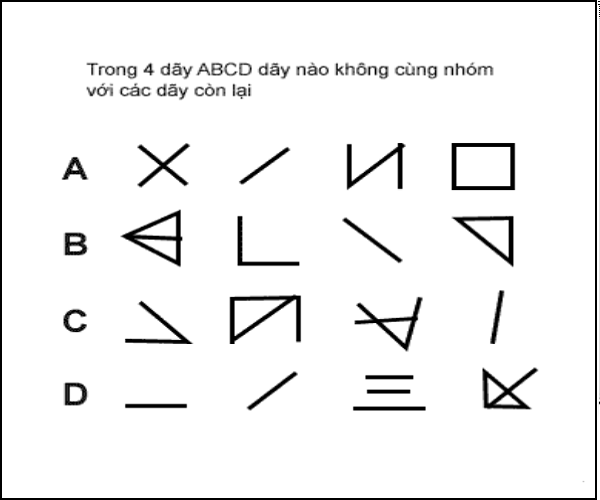 Trong 4 dãy ABCD dãy nào không cùng nhóm
với các dãy còn lại
A
B
C
D